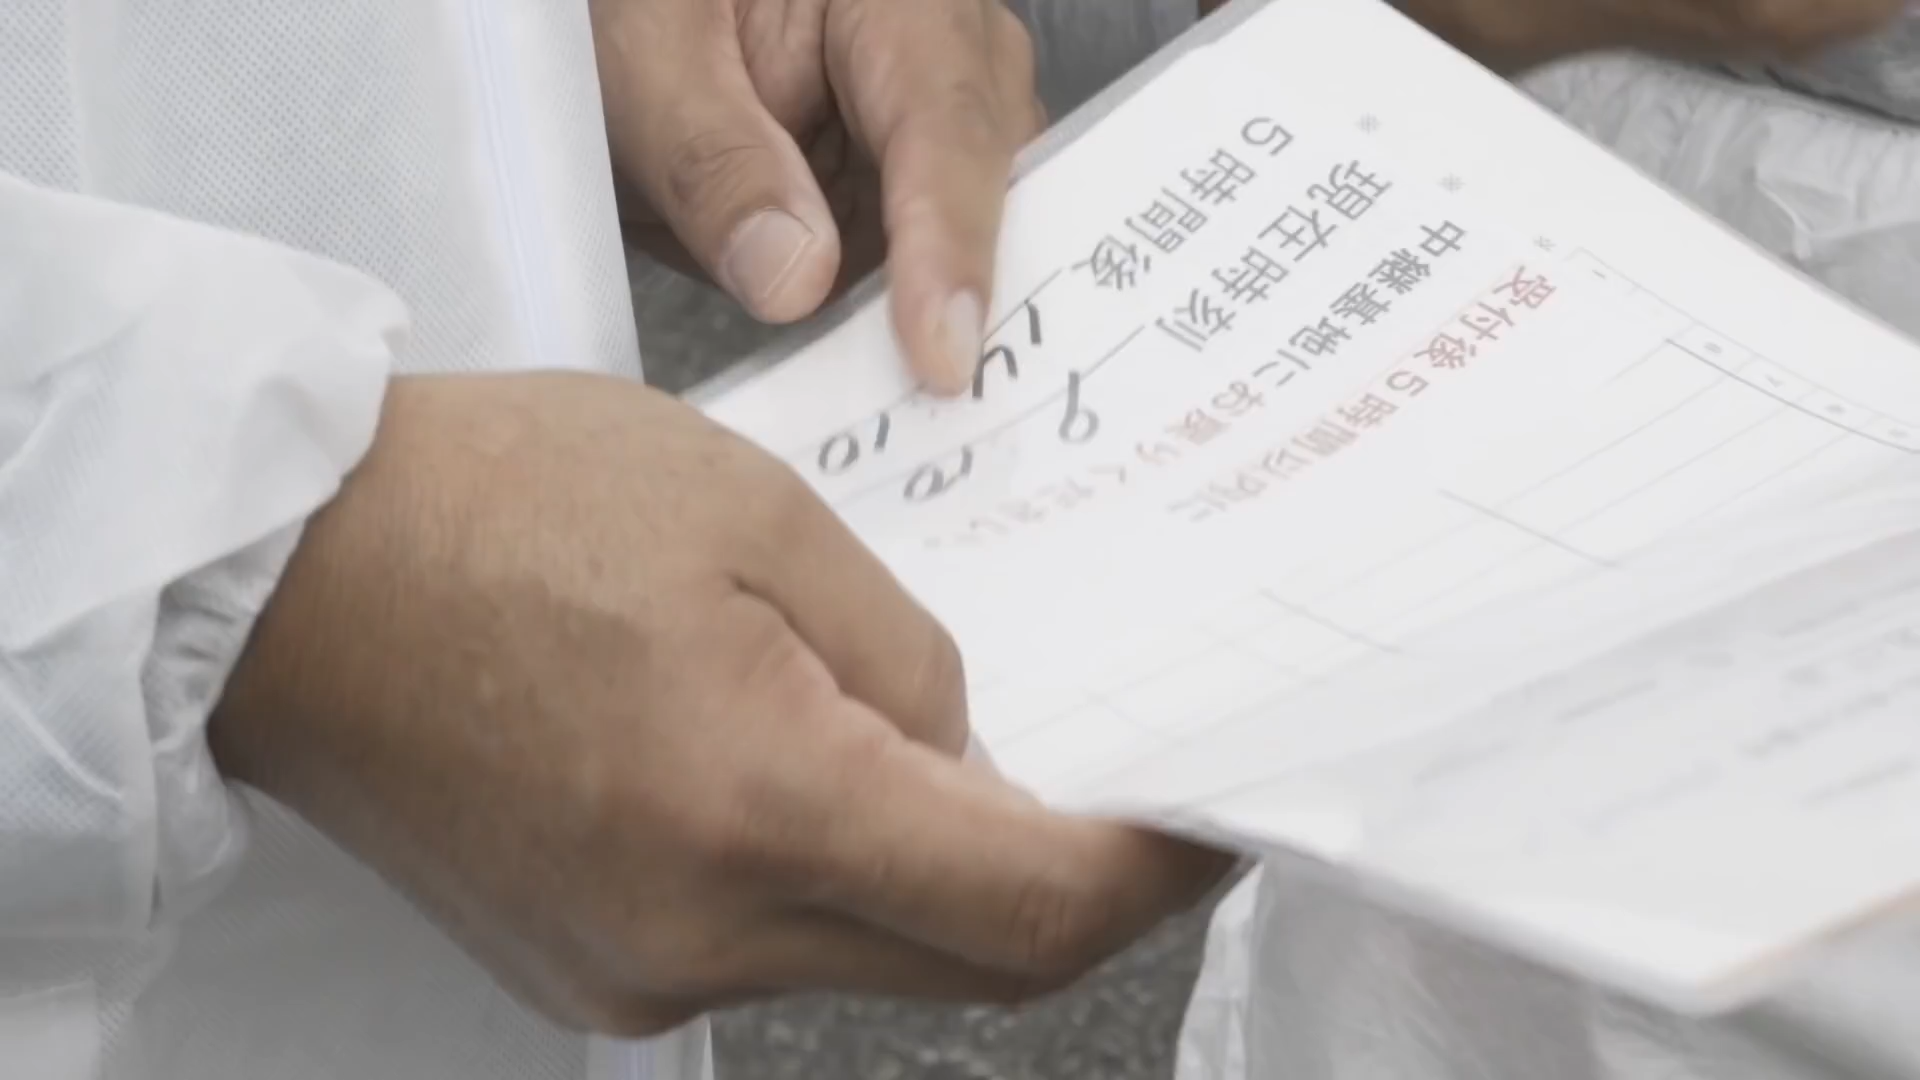 ※ 受付後5時間以内に
※ 中継基地にお戻りください。
※ 現在時刻 9 10
5時間後 14 10